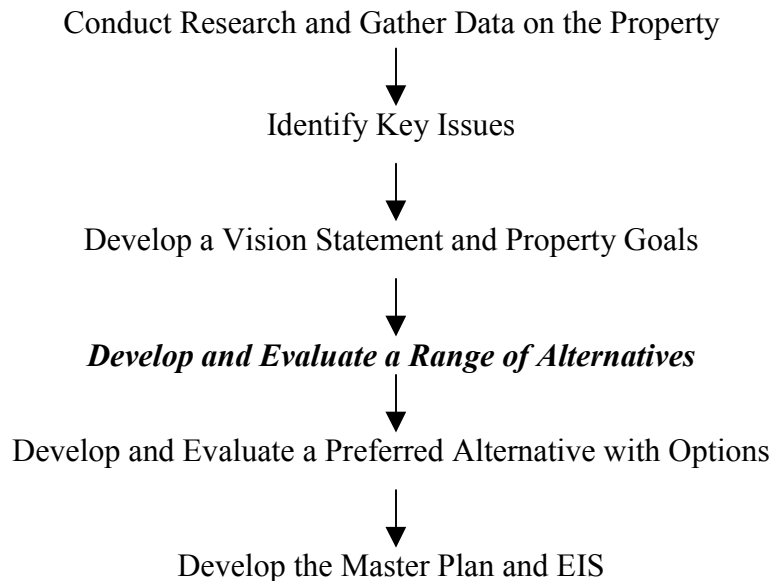 Conduct Research and Gather Data on the Property
Identify Key Issues
Develop a Vision Statement and Property Goals
Develop and Evaluate a Range of Alternatives
Develop and Evaluate a Preferred Alternative with Options
Develop the Master Plan and EIS